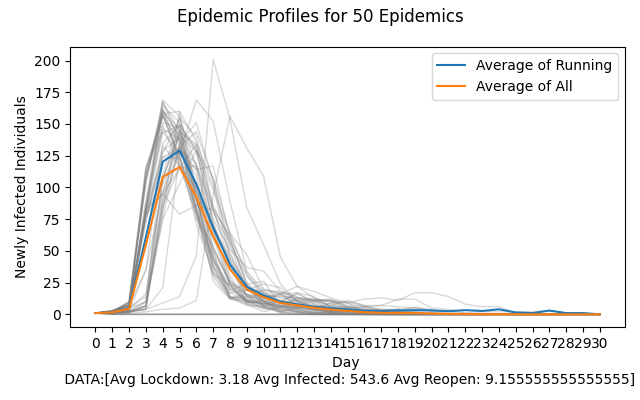 Epidemic Profiles for 50 Epidemics
Average of Running
Average of All
Newly Infected Individuals
200
175
150
125
100
75
50
25
0
0 1 2 3 4 5 6 7 8 9 10 11 12 13 14 15 16 17 18 19 20 21 22 23 24 25 26 27 28 29 30
Day
DATA:[Avg Lockdown: 3.18 Avg Infected: 543.6 Avg Reopen: 9.155555555555555]